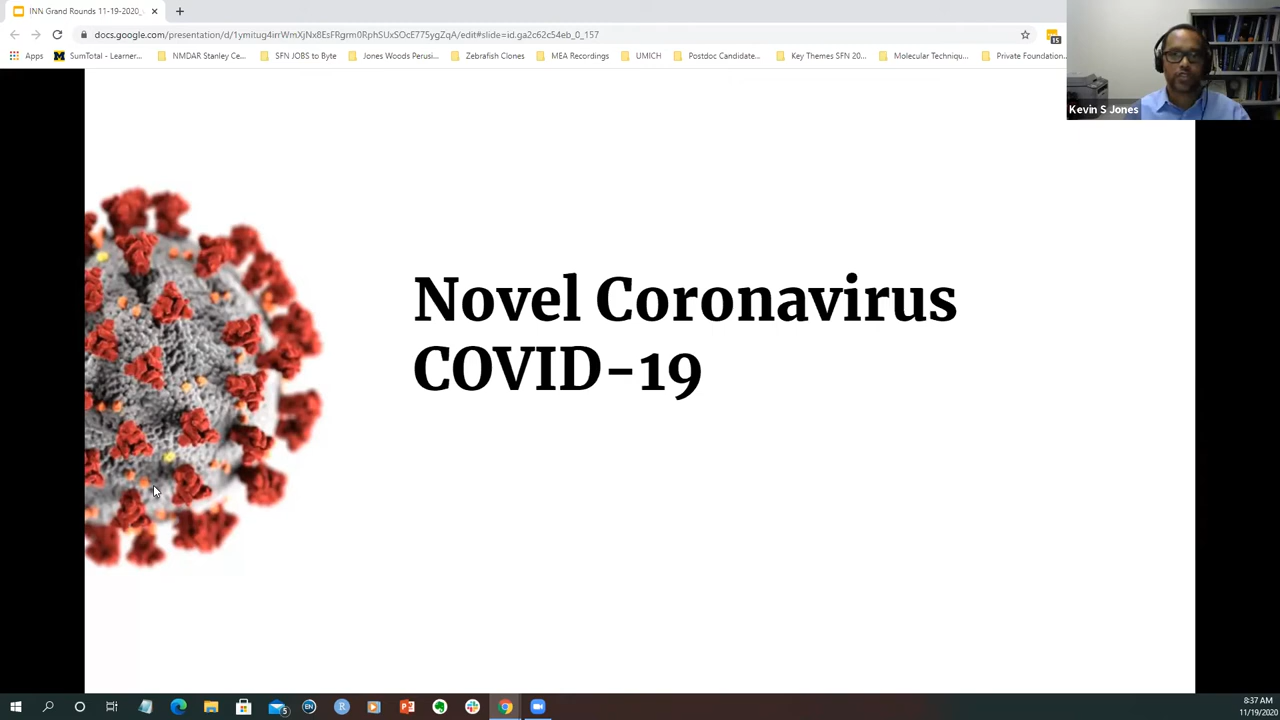 INN Grand Rounds 11-19-2020_
docs.google.com/presentation/d/1ymitug4irrWmXjNx8EsFRgrm0RphSUxSOcE775ygZqA/edit#slide=id.ga2c62c54eb_0_157
15
Apps
SumTotal - Learner...
NMDAR Stanley Ce...
SFN JOBS to Byte
Jones Woods Perusi...
Zebrafish Clones
MEA Recordings
UMICH
Postdoc Candidate...
Key Themes SFN 20...
Molecular Techniqu...
Private Foundation...
Kevin S Jones
Novel Coronavirus
COVID-19
8:37 AM
11/19/2020